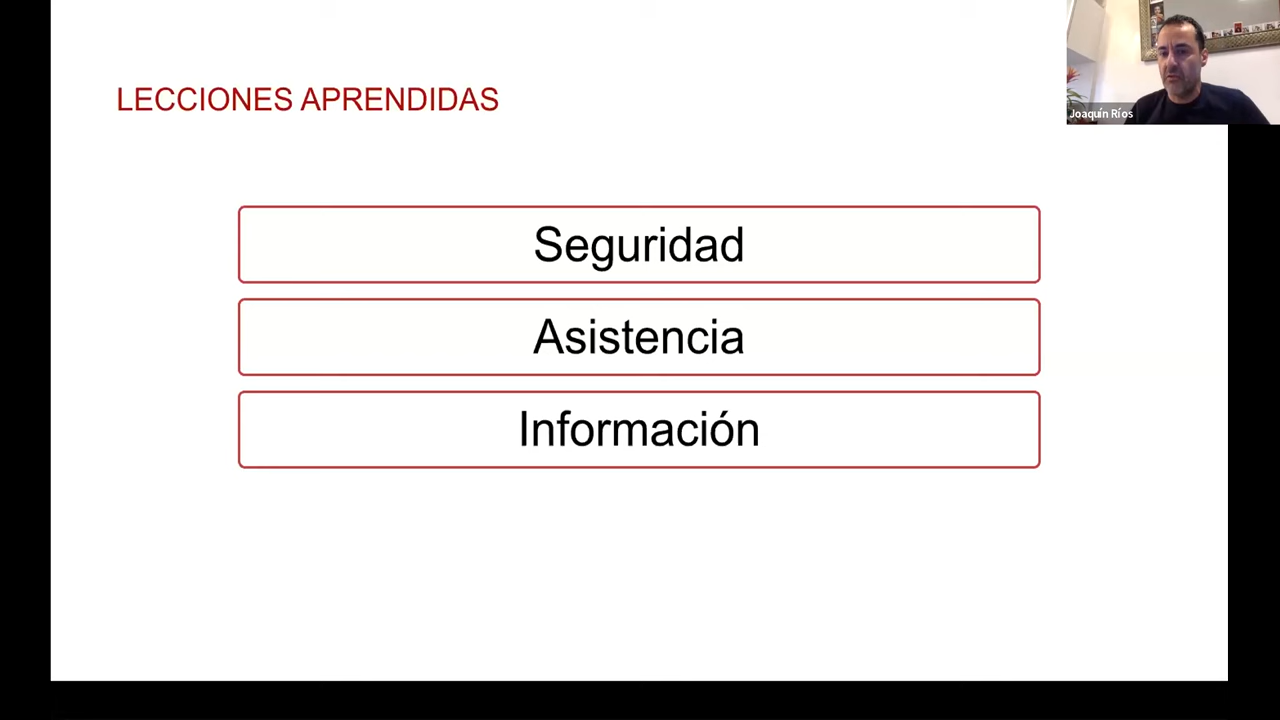 LECCIONES APRENDIDAS
Joaquín Ríos
Seguridad
Asistencia
Información